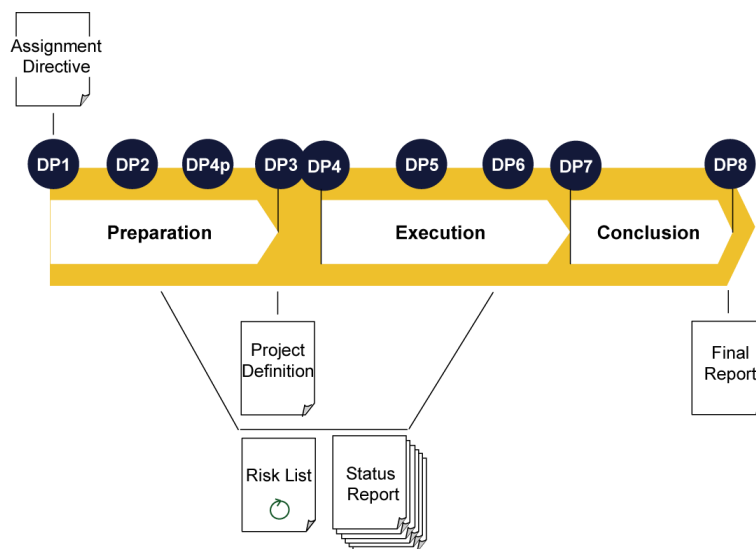 Assignment
Directive
DP1 DP2 DP4p DP3 DP4 DP5 DP6 DP7 DP8
Preparation Execution Conclusion
Project
Definition
Final
Report
Risk List
Status
Report